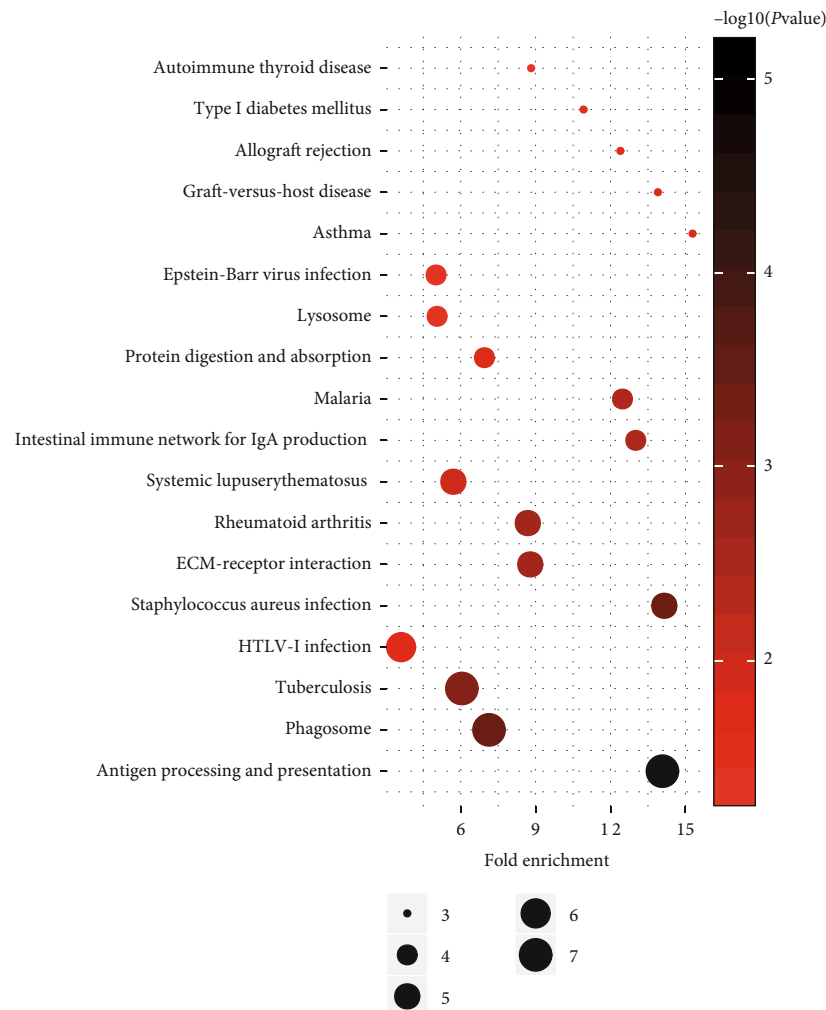 –log10(Pvalue)
Autoimmune thyroid disease
Type I diabetes mellitus
Allograft rejection
Graft-versus-host disease
Asthma
Epstein-Barr virus infection
Lysosome
Protein digestion and absorption
Malaria
Intestinal immune network for IgA production
Systemic lupuserythematosus
Rheumatoid arthritis
ECM-receptor interaction
Staphylococcus aureus infection
HTLV-I infection
Tuberculosis
Phagosome
Antigen processing and presentation
5
4
3
2
6 9 12 15
Fold enrichment
3 6
4 7
5